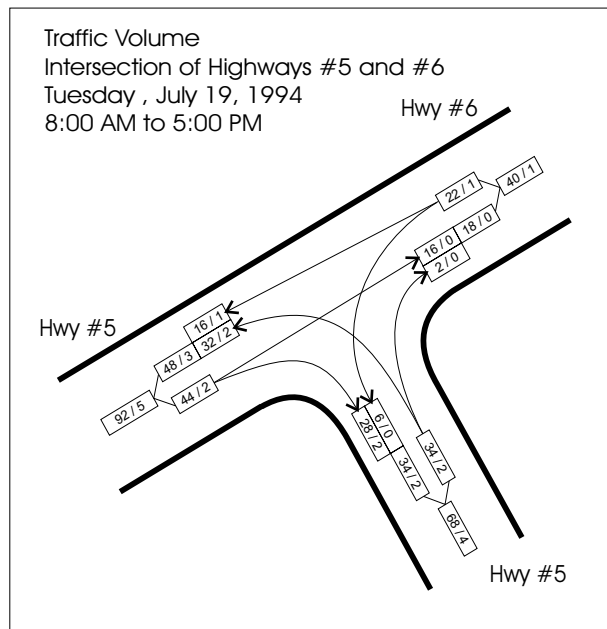 Traffic Volume
Intersection of Highways #5 and #6
Tuesday , July 19, 1994
8:00 AM to 5:00 PM
Hwy #6
22 / 1
40 / 1
16 / 0
18 / 0
2 / 0
Hwy #5
16 / 1
32 / 2
48 / 3
44 / 2
92 / 5
6 / 0
28 / 2
34 / 2
34 / 2
68 / 4
Hwy #5